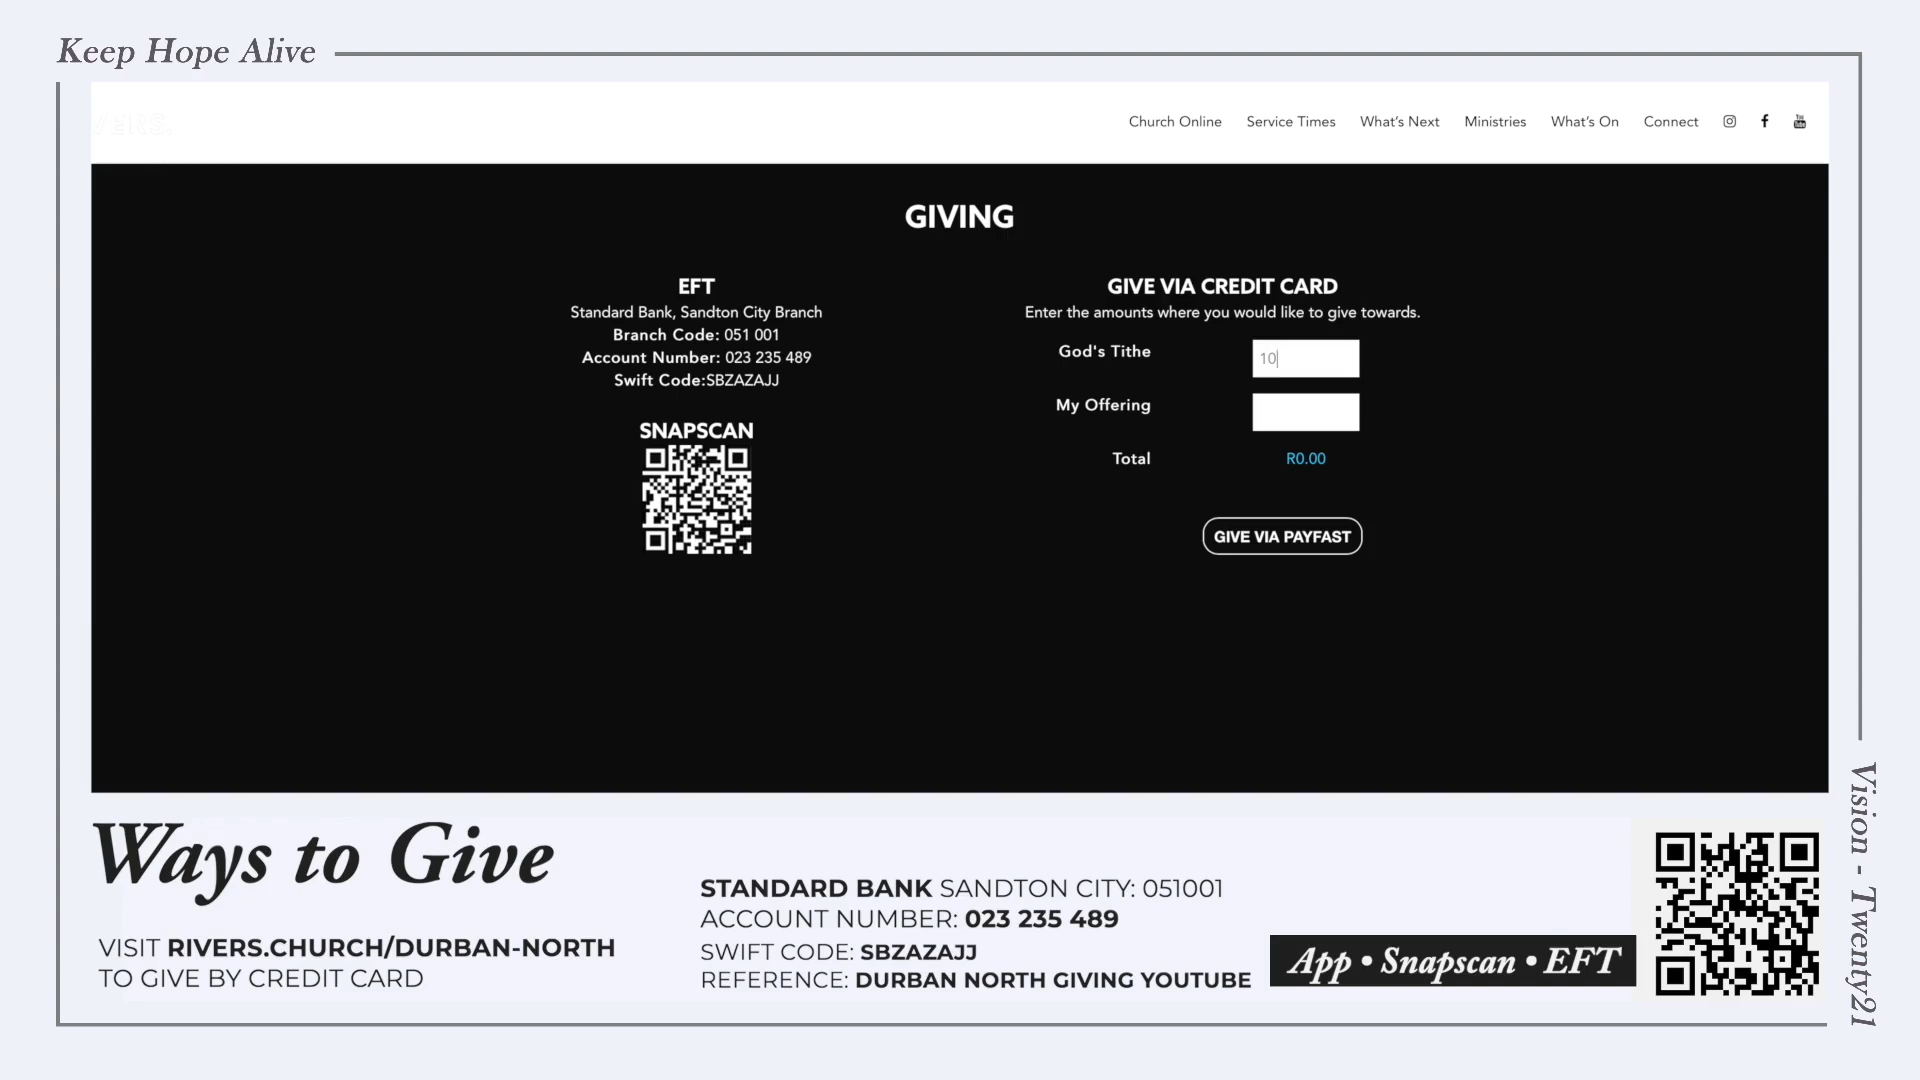 Keep Hope Alive
VERS.
Church Online Service Times What's Next Ministries What's On Connect
GIVING
EFT
Standard Bank, Sandton City Branch
Branch Code: 051 001
Account Number: 023 235 489
Swift Code:SBZAZAJJ
SNAPSCAN
GIVE VIA CREDIT CARD
Enter the amounts where you would like to give towards.
God's Tithe 10
My Offering
Total R0.00
GIVE VIA PAYFAST
Ways to Give
VISIT RIVERS.CHURCH/DURBAN-NORTH
TO GIVE BY CREDIT CARD
STANDARD BANK SANDTON CITY: 051001
ACCOUNT NUMBER: 023 235 489
SWIFT CODE: SBZAZAJJ
REFERENCE: DURBAN NORTH GIVING YOUTUBE
App • Snapscan • EFT
Vision - Twenty21